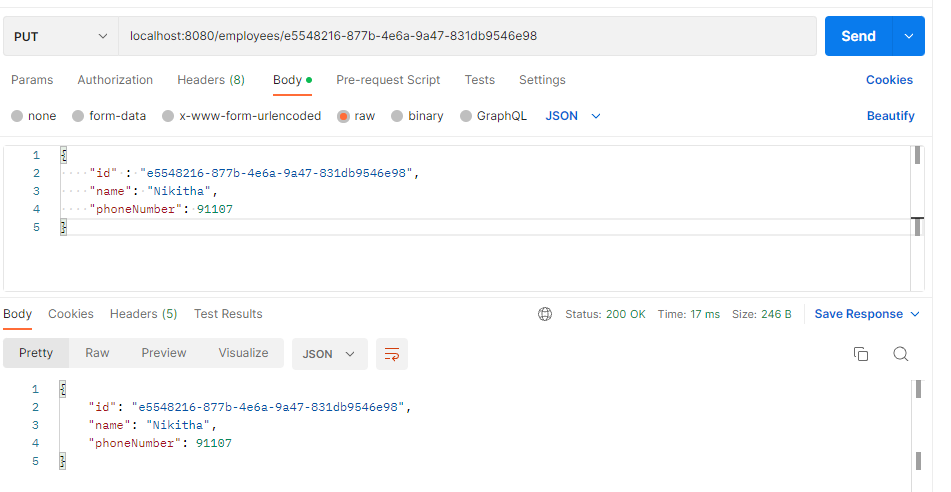 PUT localhost:8080/employees/e5548216-877b-4e6a-9a47-831db9546e98 Send
Params Authorization Headers (8) Body Pre-request Script Tests Settings Cookies
none form-data x-www-form-urlencoded raw binary GraphQL JSON Beautify
1 {
2 "id" : "e5548216-877b-4e6a-9a47-831db9546e98",
3 "name": "Nikitha",
4 "phoneNumber": 91107
5 }
Body Cookies Headers (5) Test Results Status: 200 OK Time: 17 ms Size: 246 B Save Response
Pretty Raw Preview Visualize JSON
1 {
2 "id": "e5548216-877b-4e6a-9a47-831db9546e98",
3 "name": "Nikitha",
4 "phoneNumber": 91107
5 }